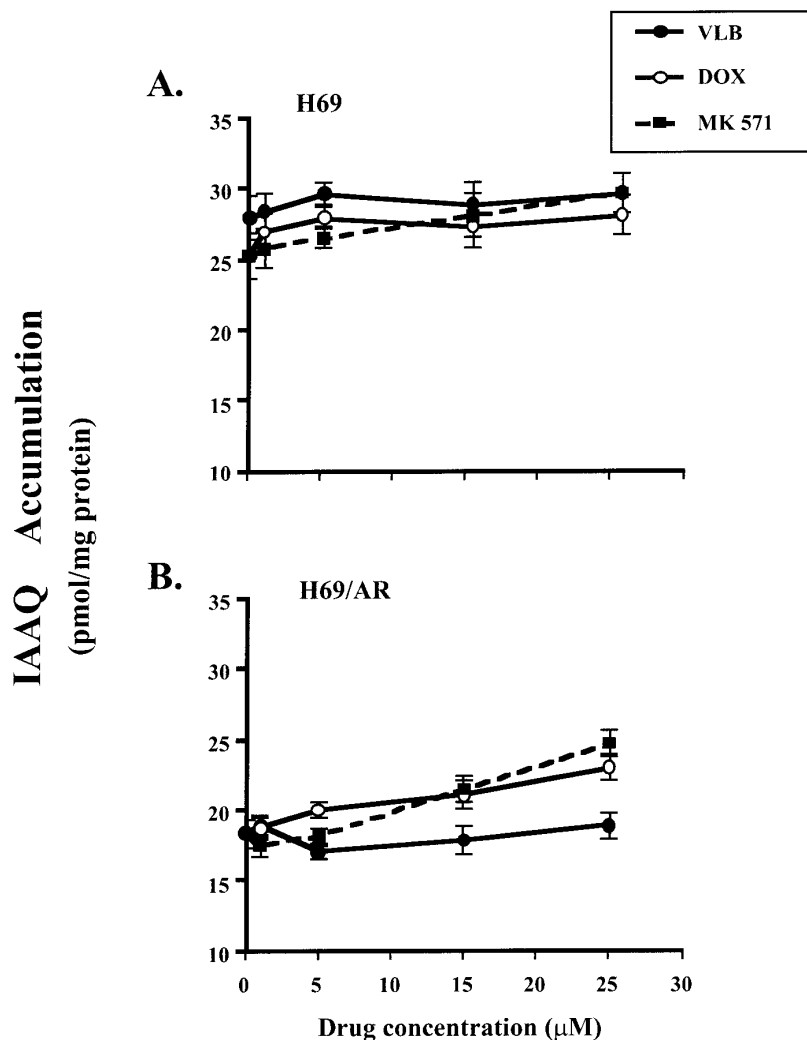 VLB
DOX
MK 571
A.
H69
35
30
25
20
15
10
IAAQ Accumulation
(pmol/mg protein)
B.
H69/AR
35
30
25
20
15
10
0 5 10 15 20 25 30
Drug concentration (μM)